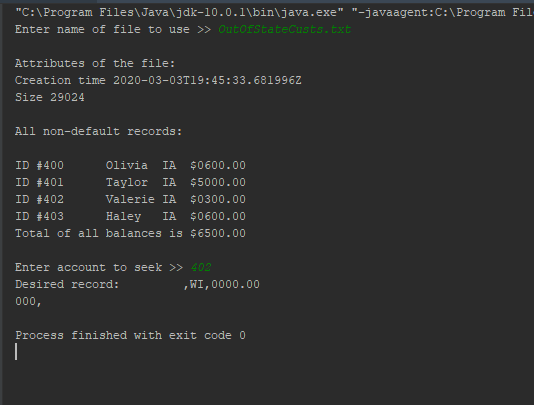 "C:\Program Files\Java\jdk-10.0.1\bin\java.exe" "-javaagent:C:\Program Fil
Enter name of file to use >> OutOfStateCusts.txt
Attributes of the file:
Creation time 2020-03-03T19:45:33.681996Z
Size 29024
All non-default records:
ID #400      Olivia  IA  $0600.00
ID #401      Taylor  IA  $5000.00
ID #402      Valerie IA  $0300.00
ID #403      Haley   IA  $0600.00
Total of all balances is $6500.00
Enter account to seek >> 402
Desired record:         ,WI,0000.00
000,
Process finished with exit code 0